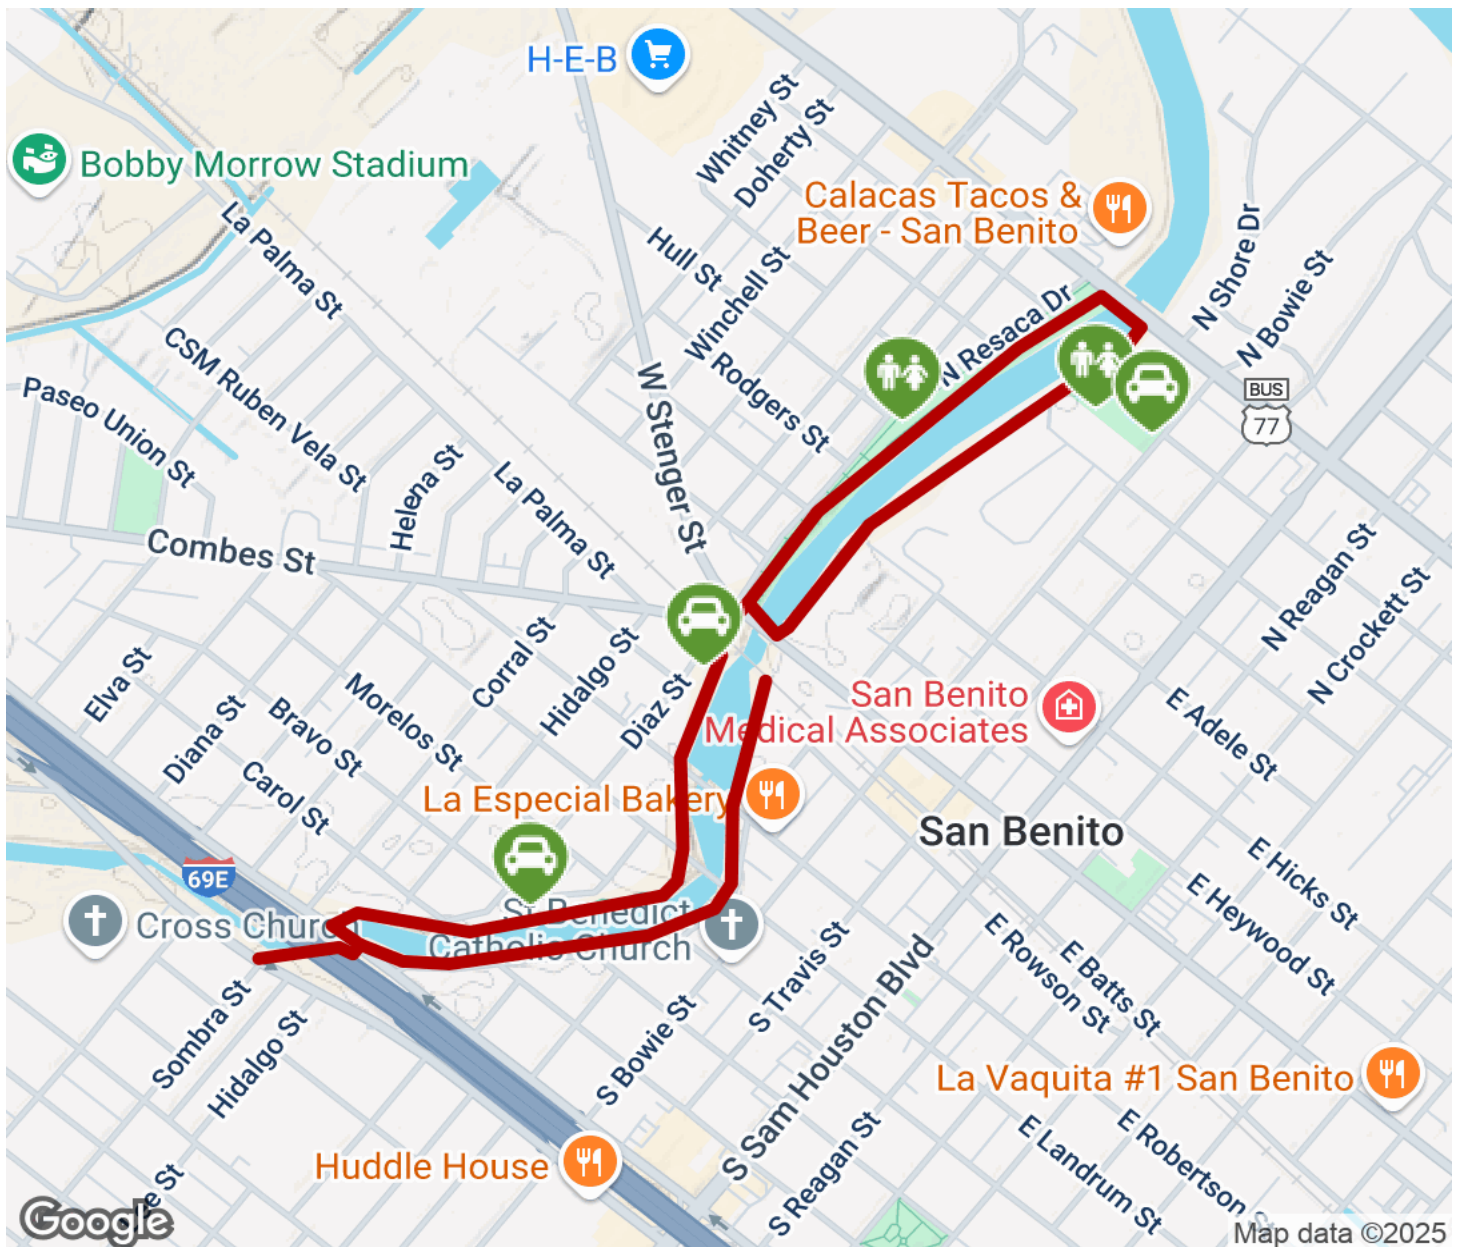 H-E-B
Whitney St
Doherty St
Bobby Morrow Stadium
Calacas Tacos &
Beer - San Benito
La Palma St
Hull St
Winchell St
N Shore Dr
N Bowie St
N Resaca Dr
CSM Ruben Vela St
Paseo Union St
W Rodgers St
W Stenger St
BUS
77
Helena St
La Palma St
Combes St
N Reagan St
N Crockett St
Corral St
Hidalgo St
Elva St
Diana St
Bravo St
Morelos St
Diaz St
San Benito
Medical Associates
E Adele St
Carol St
La Especial Bakery
San Benito
69E
E Hicks St
E Heywood St
Cross Church
St Benedict
Catholic Church
E Rowson St
E Batts St
S Travis St
Sombra St
Hidalgo St
S Bowie St
S Sam Houston Blvd
La Vaquita #1 San Benito
E Landrum St
E Robertson St
Huddle House
S Reagan St
Google
Map data ©2025